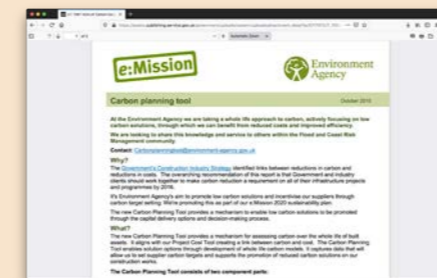 e:Mission
Environment
Agency
Carbon planning tool
October 2015
At the Environment Agency we are taking a whole life approach to carbon, actively focusing on low
carbon solutions, through which we can benefit from reduced costs and improved efficiency.
We are looking to share this knowledge and service to others within the Flood and Coast Risk
Management community.
Contact: Carbonplanningtool@environment-agency.gov.uk
Why?
The Government's Construction Industry Strategy identified links between reductions in carbon and
reductions in costs. The overarching recommendation of this report is that Government and industry
clients should work together to make carbon reduction a requirement on all of their infrastructure projects
and programmes by 2016.
It's Environment Agency's aim to promote low carbon solutions and incentivise our suppliers through
carbon target setting. We're promoting this as part of our e:Mission 2020 sustainability plan.
The new Carbon Planning Tool provides a mechanism to enable low carbon solutions to be promoted
through the capital delivery options and decision-making process.
What?
The new Carbon Planning Tool provides a mechanism for assessing carbon over the whole life of built
assets. It aligns with our Project Cost Tool creating a link between carbon and cost. The Carbon Planning
Tool enables solution options through development of whole life carbon models. It captures data that will
allow us to set supplier carbon targets and supports the promotion of reduced carbon solutions on our
construction works.
The Carbon Planning Tool consists of two component parts: